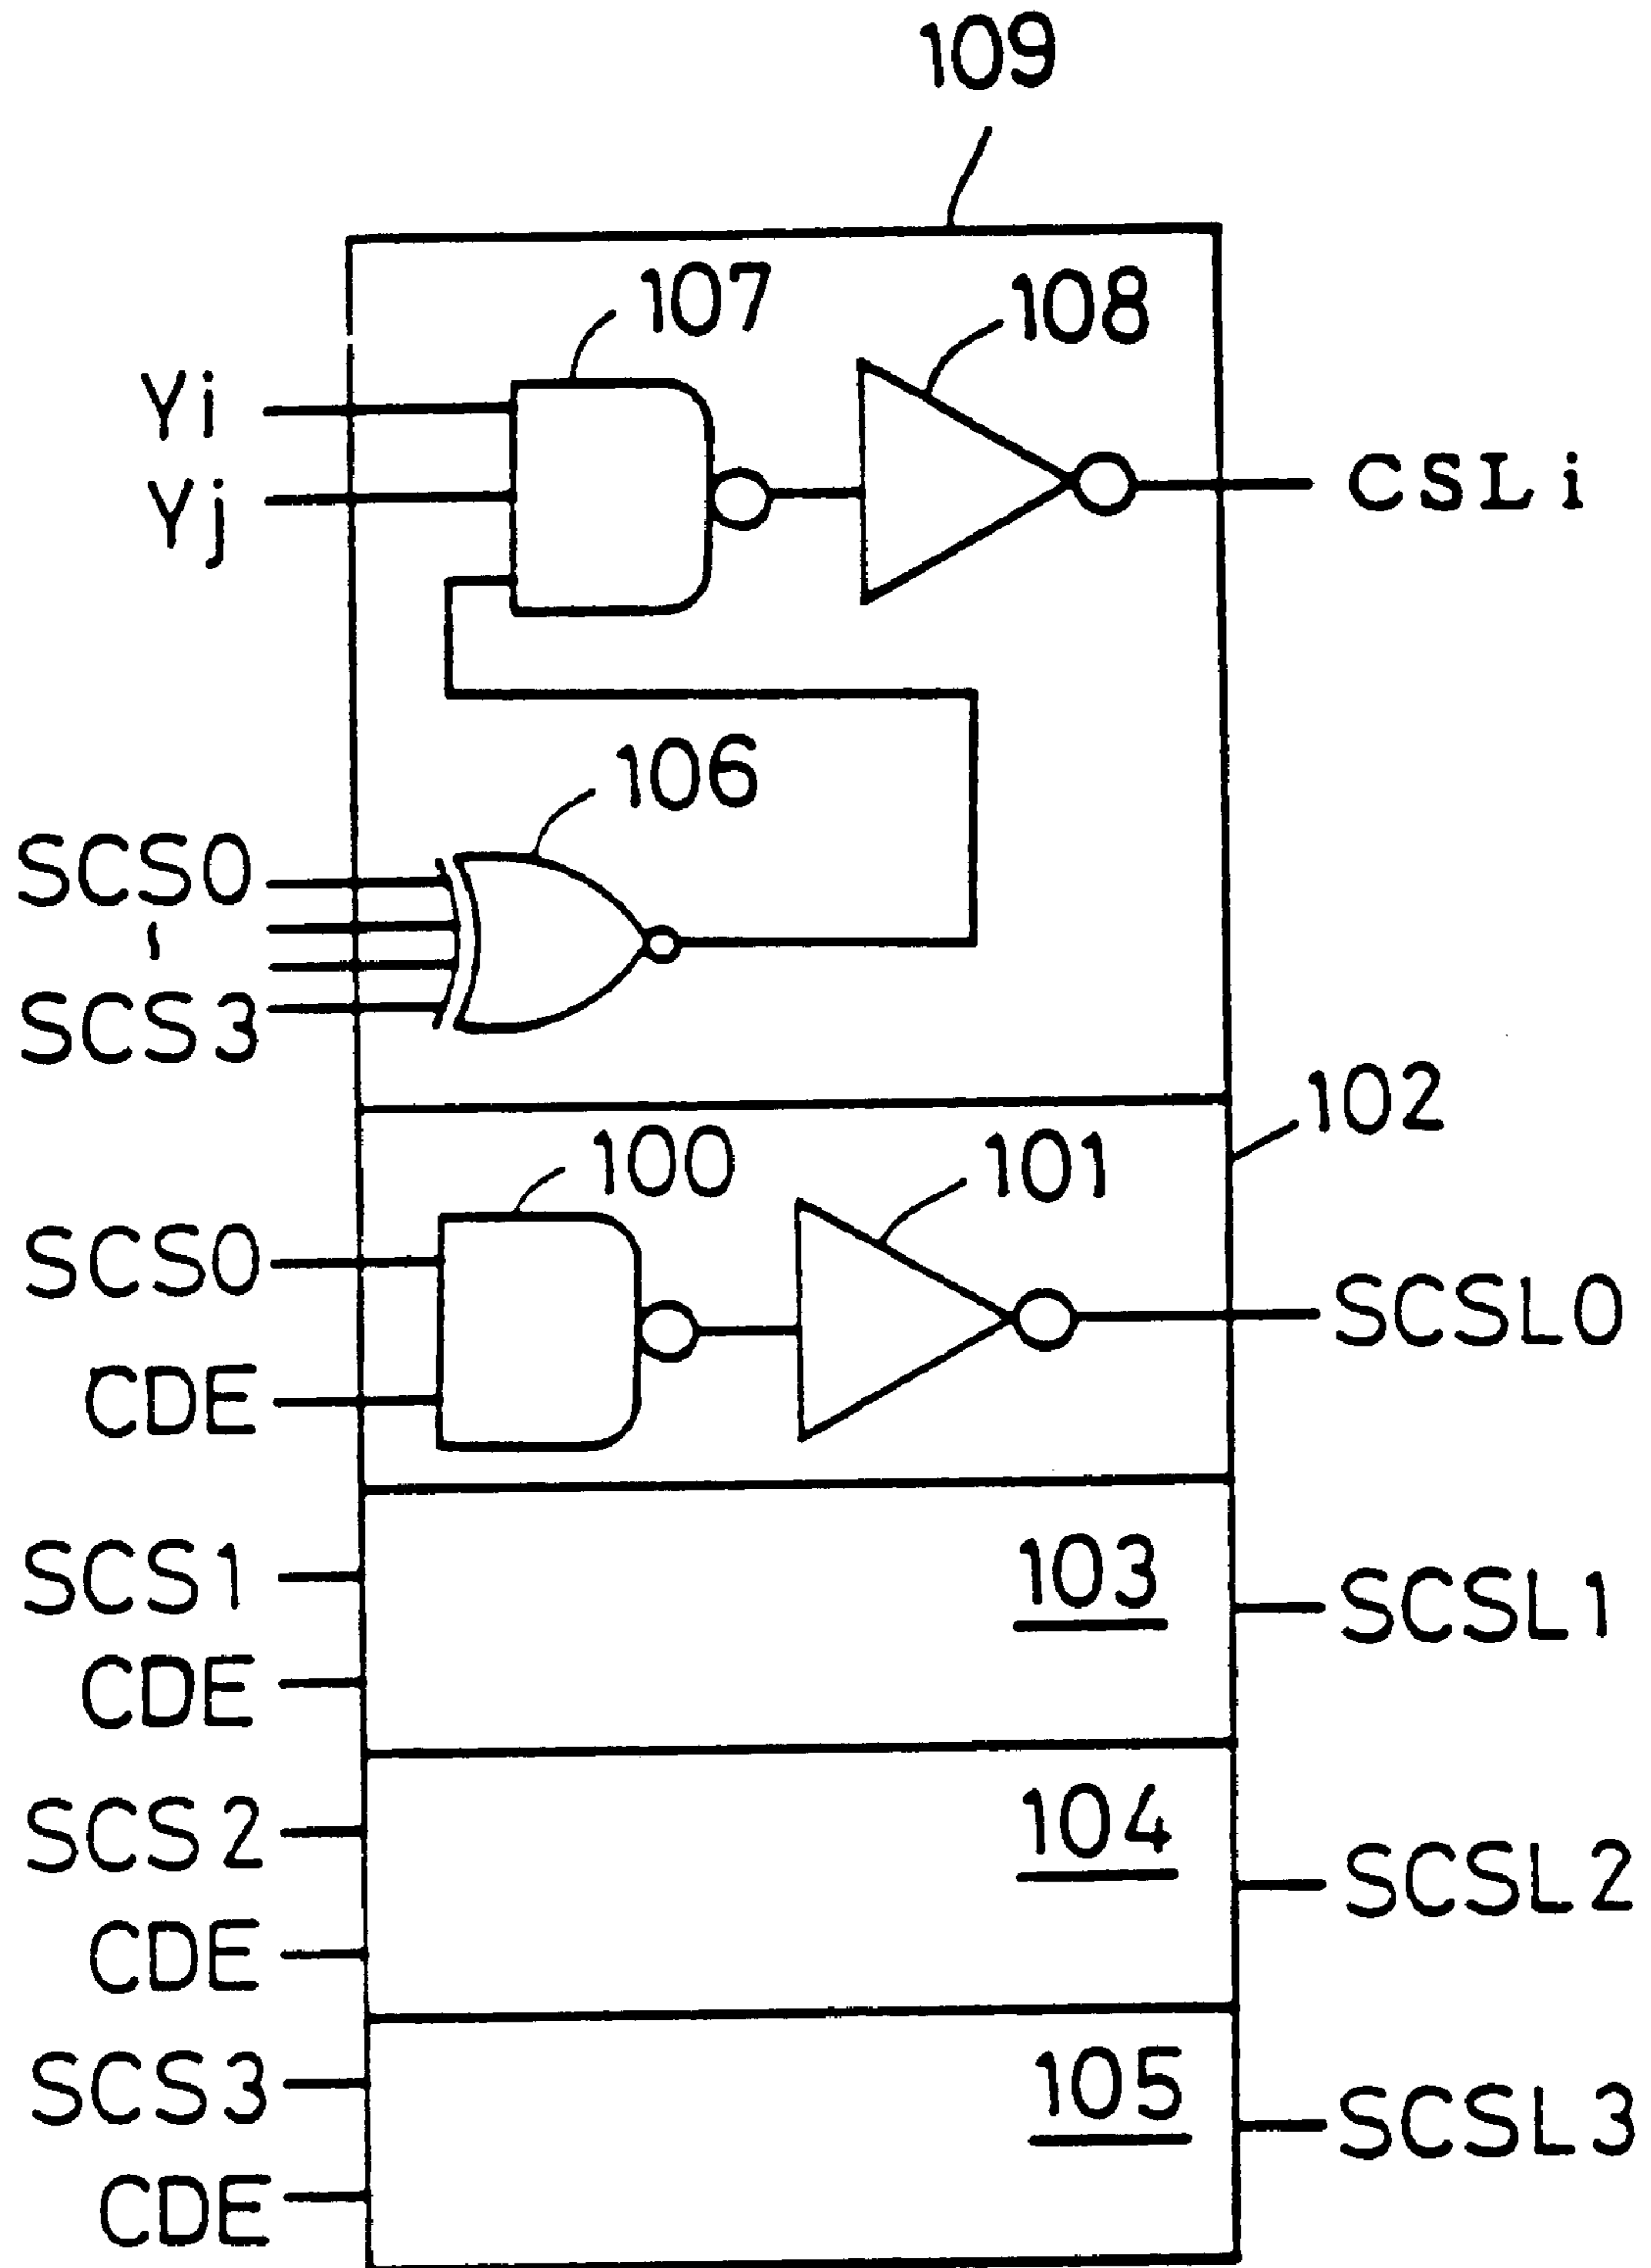 109
107
108
Yi
Yj
CSLi
106
SCS0
~
SCS3
102
100
101
SCS0
CDE
SCSL0
SCS1
103
SCSL1
CDE
SCS2
104
SCSL2
CDE
SCS3
105
SCSL3
CDE